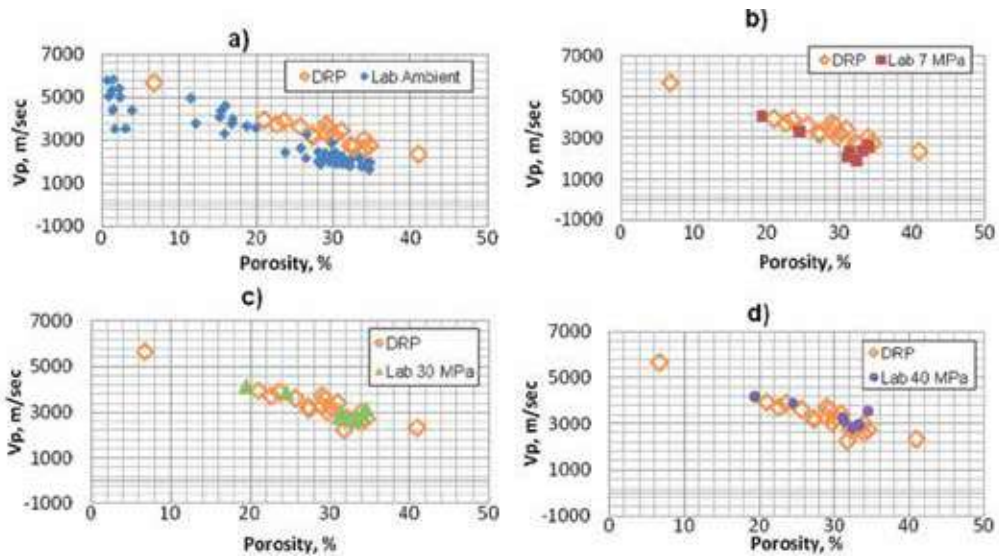 a)
7000
5000
3000
1000
-1000
Vp, m/sec
DRP Lab Ambient
0 10 20 30 40 50
Porosity, %
b)
7000
5000
3000
1000
-1000
Vp, m/sec
DRP Lab 7 MPa
0 10 20 30 40 50
Porosity, %
c)
7000
5000
3000
1000
-1000
Vp, m/sec
DRP
Lab 30 MPa
0 10 20 30 40 50
Porosity, %
d)
7000
5000
3000
1000
-1000
Vp, m/sec
DRP
Lab 40 MPa
0 10 20 30 40 50
Porosity, %